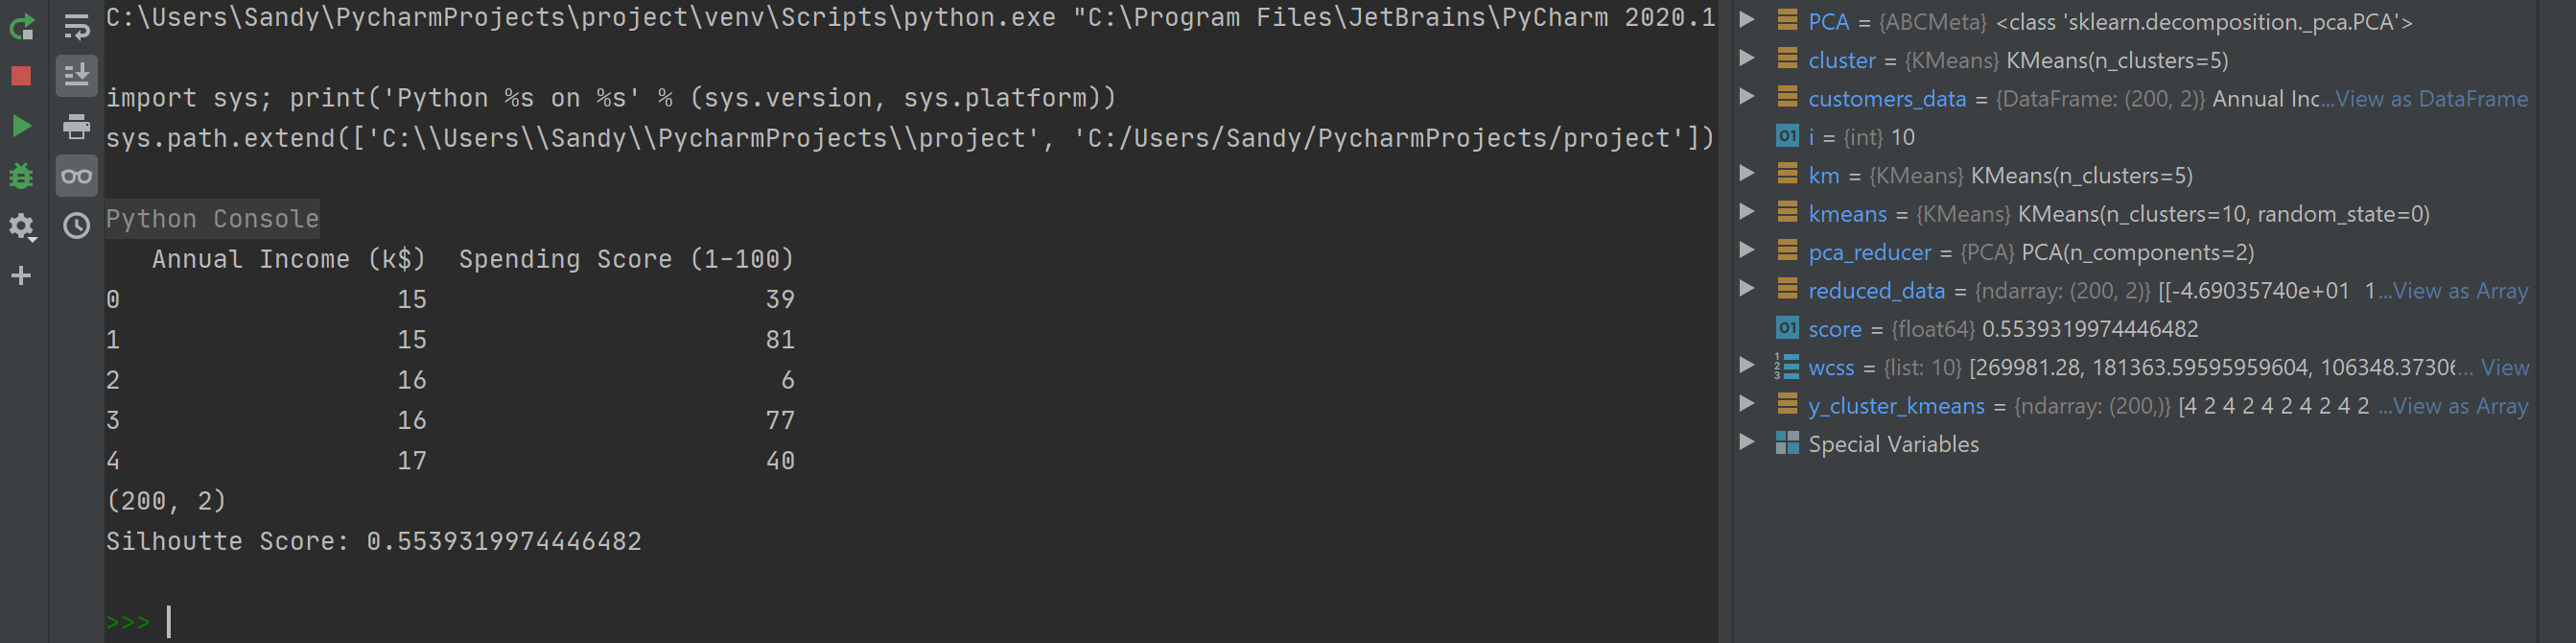 C:\Users\Sandy\PycharmProjects\project\venv\Scripts\python.exe "C:\Program Files\JetBrains\PyCharm 2020.1
import sys; print('Python %s on %s' % (sys.version, sys.platform))
sys.path.extend(['C:\\Users\\Sandy\\PycharmProjects\\project', 'C:/Users/Sandy/PycharmProjects/project'])
Python Console
Annual Income (k$)  Spending Score (1-100)
0 15 39
1 15 81
2 16 6
3 16 77
4 17 40
(200, 2)
Silhoutte Score: 0.5539319974446482
>>>
PCA = {ABCMeta} <class 'sklearn.decomposition._pca.PCA'>
cluster = {KMeans} KMeans(n_clusters=5)
customers_data = {DataFrame: (200, 2)} Annual Inc...View as DataFrame
01 i = {int} 10
km = {KMeans} KMeans(n_clusters=5)
kmeans = {KMeans} KMeans(n_clusters=10, random_state=0)
pca_reducer = {PCA} PCA(n_components=2)
reduced_data = {ndarray: (200, 2)} [[-4.69035740e+01 1...View as Array
01 score = {float64} 0.5539319974446482
wcss = {list: 10} [269981.28, 181363.59595959604, 106348.37306... View
y_cluster_kmeans = {ndarray: (200,)} [4 2 4 2 4 2 4 2 4 2 ...View as Array
Special Variables